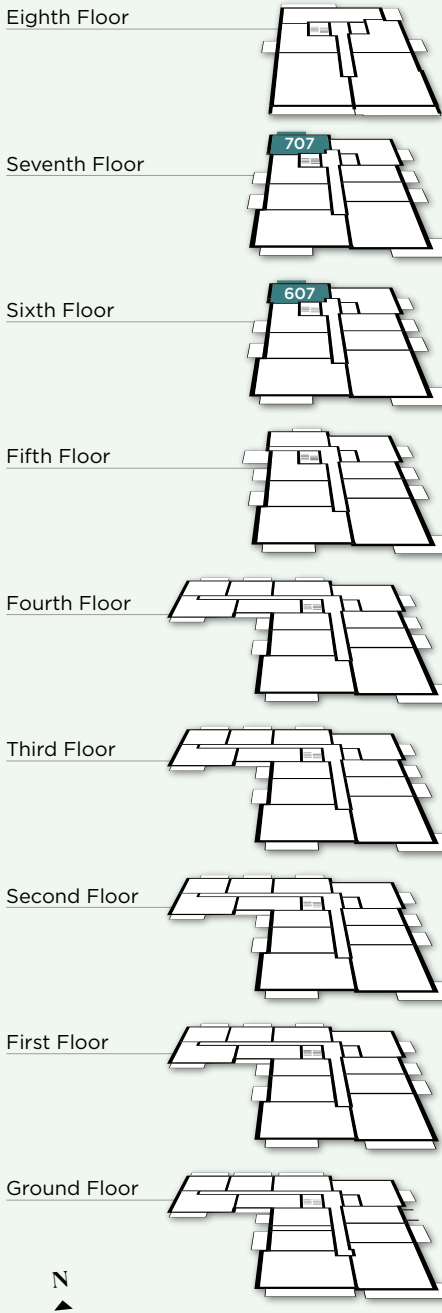 Eighth Floor
707
Seventh Floor
607
Sixth Floor
Fifth Floor
Fourth Floor
Third Floor
Second Floor
First Floor
Ground Floor
N